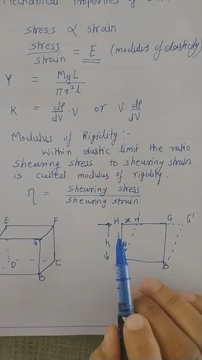 Mechanical Properties of
stress ∝ strain
stress / strain = E (modulus of elasticity)
Y = MgL / πr²l
K = dP/dV V or V dP/dV
Modulus of Rigidity :-
Within elastic limit the ratio
shearing stress to shearing strain
is called modulus of rigidity.
η = shearing stress / shearing strain.
E F
H x H' G G'
h
D C
B